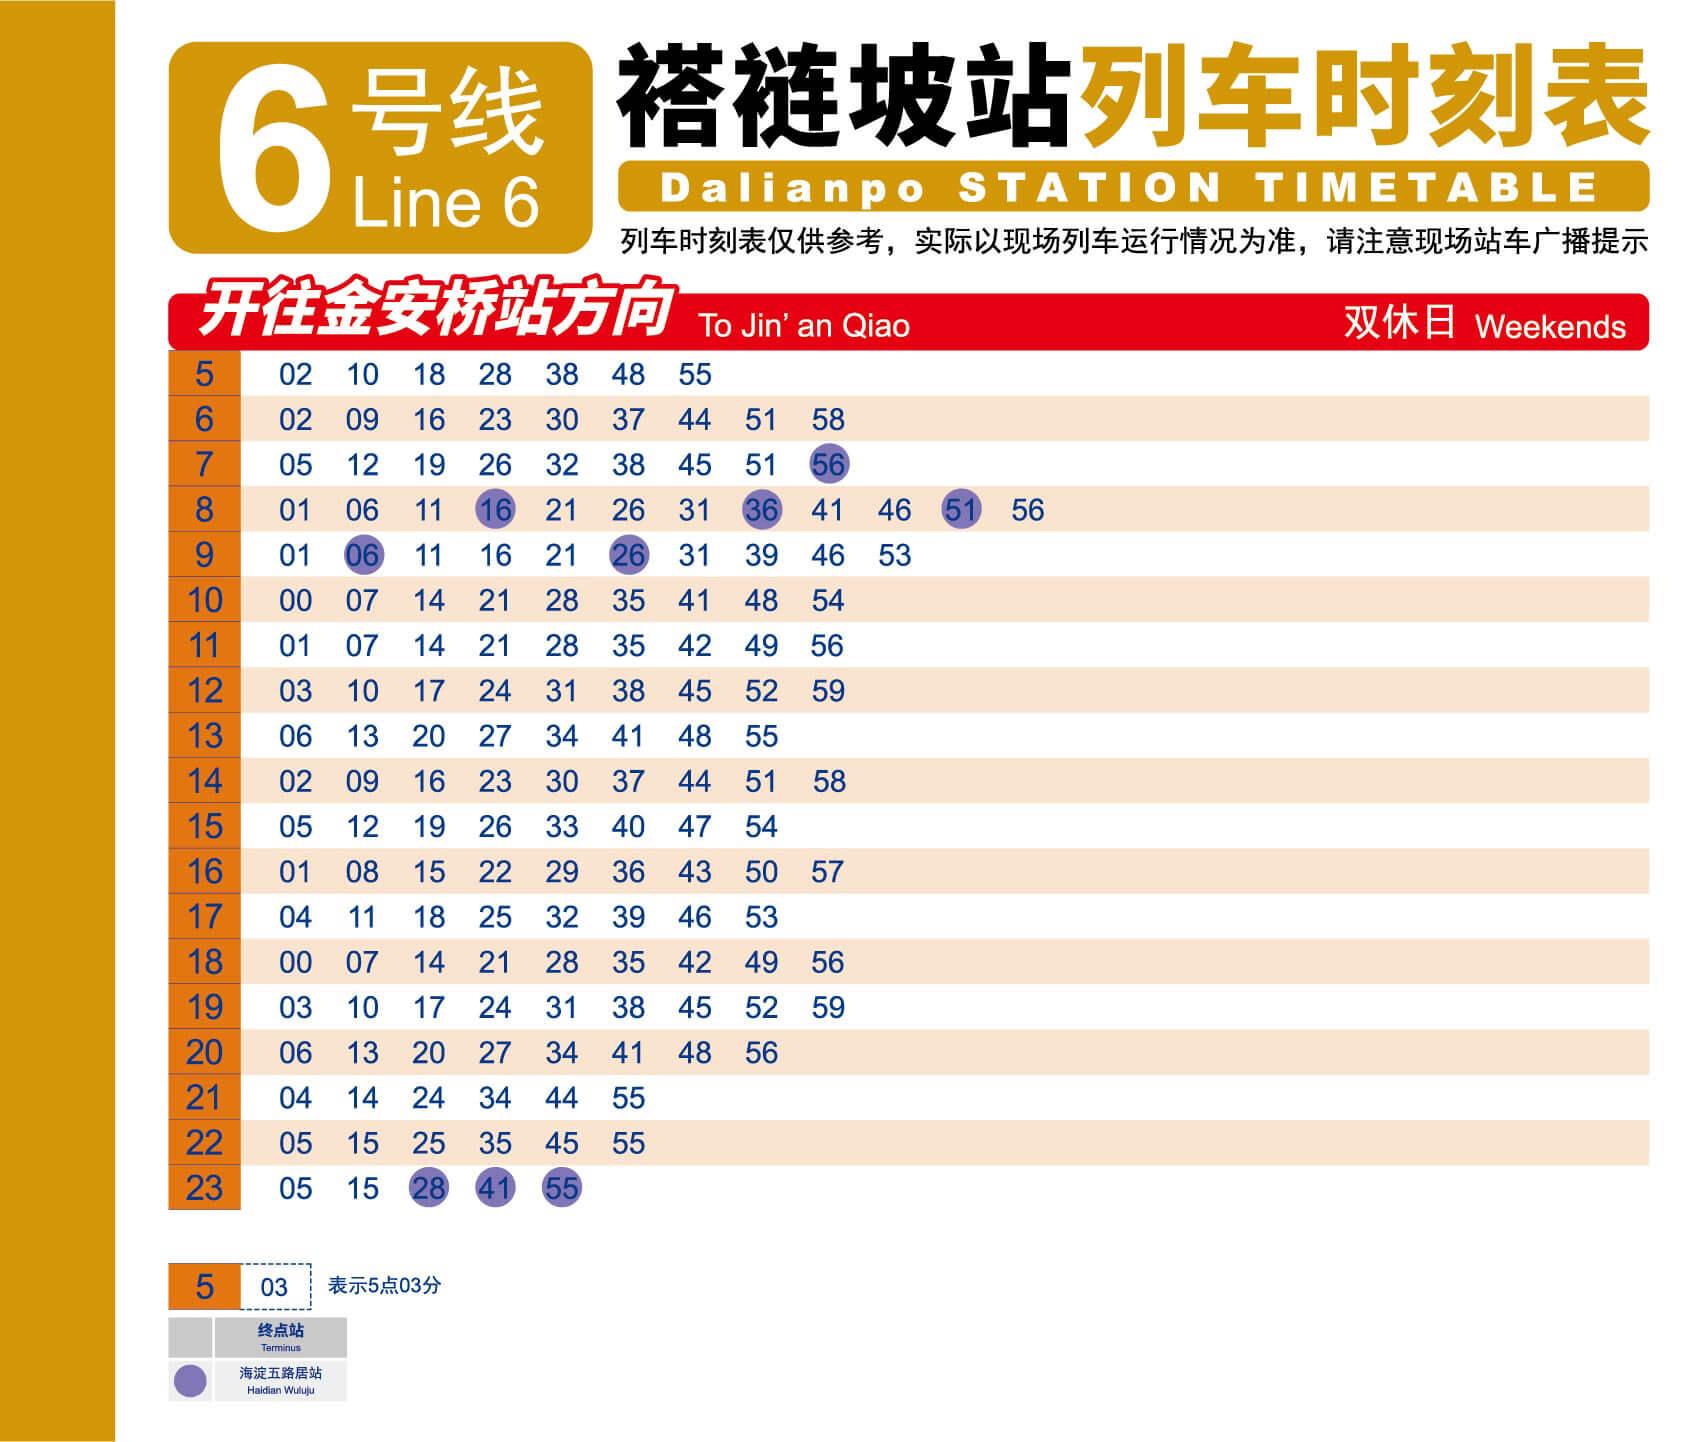 6号线
Line 6
褡裢坡站列车时刻表
Dalianpo STATION TIMETABLE
列车时刻表仅供参考，实际以现场列车运行情况为准，请注意现场站车广播提示
开往金安桥站方向 To Jin’ an Qiao 双休日 Weekends
5 02 10 18 28 38 48 55
6 02 09 16 23 30 37 44 51 58
7 05 12 19 26 32 38 45 51 56
8 01 06 11 16 21 26 31 36 41 46 51 56
9 01 06 11 16 21 26 31 39 46 53
10 00 07 14 21 28 35 41 48 54
11 01 07 14 21 28 35 42 49 56
12 03 10 17 24 31 38 45 52 59
13 06 13 20 27 34 41 48 55
14 02 09 16 23 30 37 44 51 58
15 05 12 19 26 33 40 47 54
16 01 08 15 22 29 36 43 50 57
17 04 11 18 25 32 39 46 53
18 00 07 14 21 28 35 42 49 56
19 03 10 17 24 31 38 45 52 59
20 06 13 20 27 34 41 48 56
21 04 14 24 34 44 55
22 05 15 25 35 45 55
23 05 15 28 41 55
5 03 表示5点03分
终点站
Terminus
海淀五路居站
Haidian Wuluju